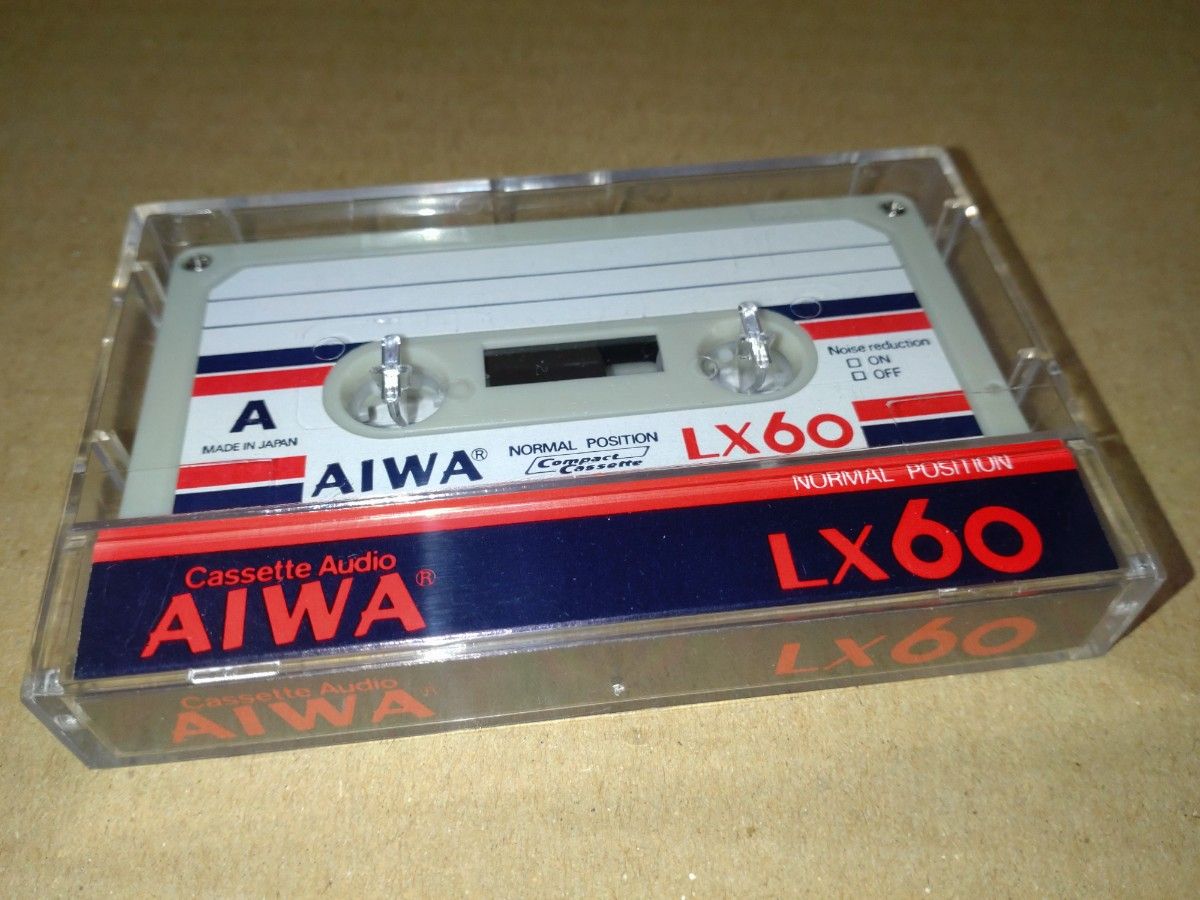 Noise reduction
□ ON
□ OFF
A
MADE IN JAPAN
AIWA®
NORMAL POSITION
Compact
Cassette
LX60
NORMAL POSITION
Cassette Audio
AIWA®
LX60
Cassette Audio
AIWA®
LX60